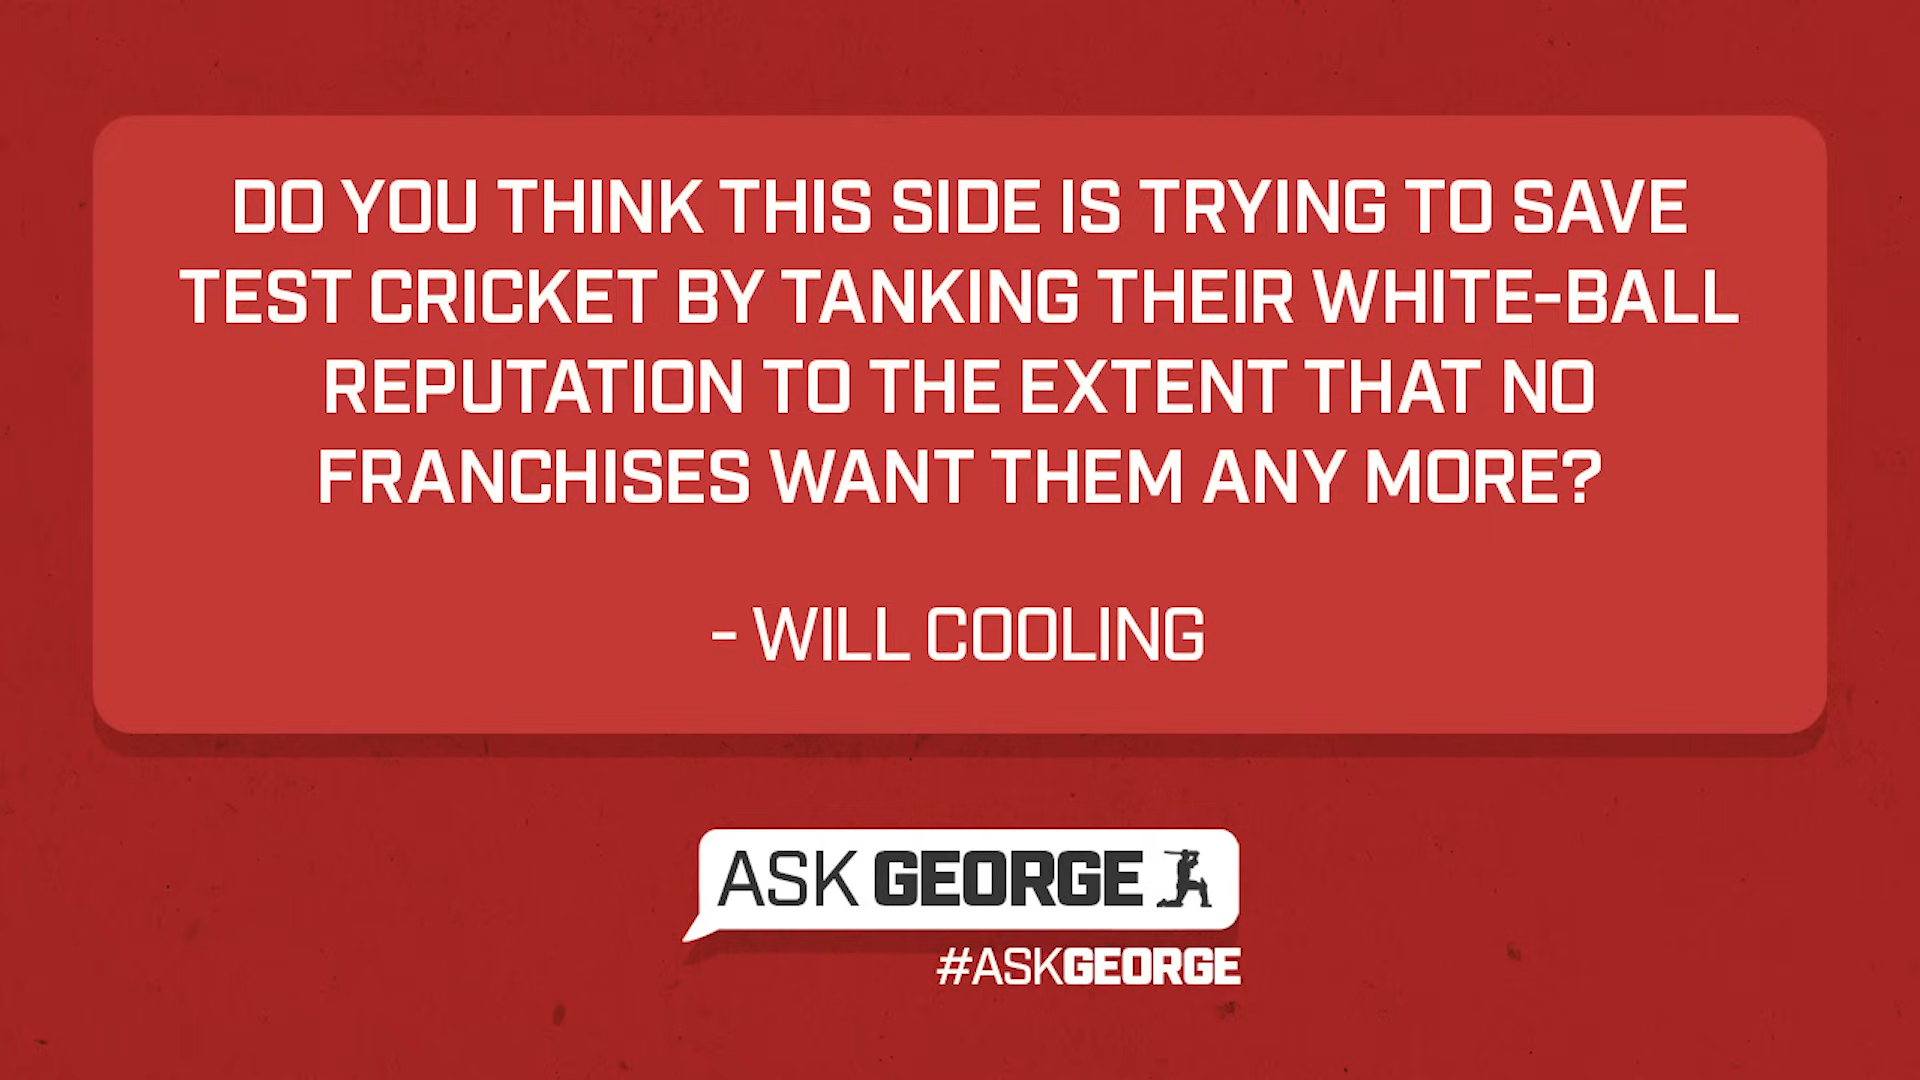 DO YOU THINK THIS SIDE IS TRYING TO SAVE
TEST CRICKET BY TANKING THEIR WHITE-BALL
REPUTATION TO THE EXTENT THAT NO
FRANCHISES WANT THEM ANY MORE?
- WILL COOLING
ASK GEORGE
#ASKGEORGE